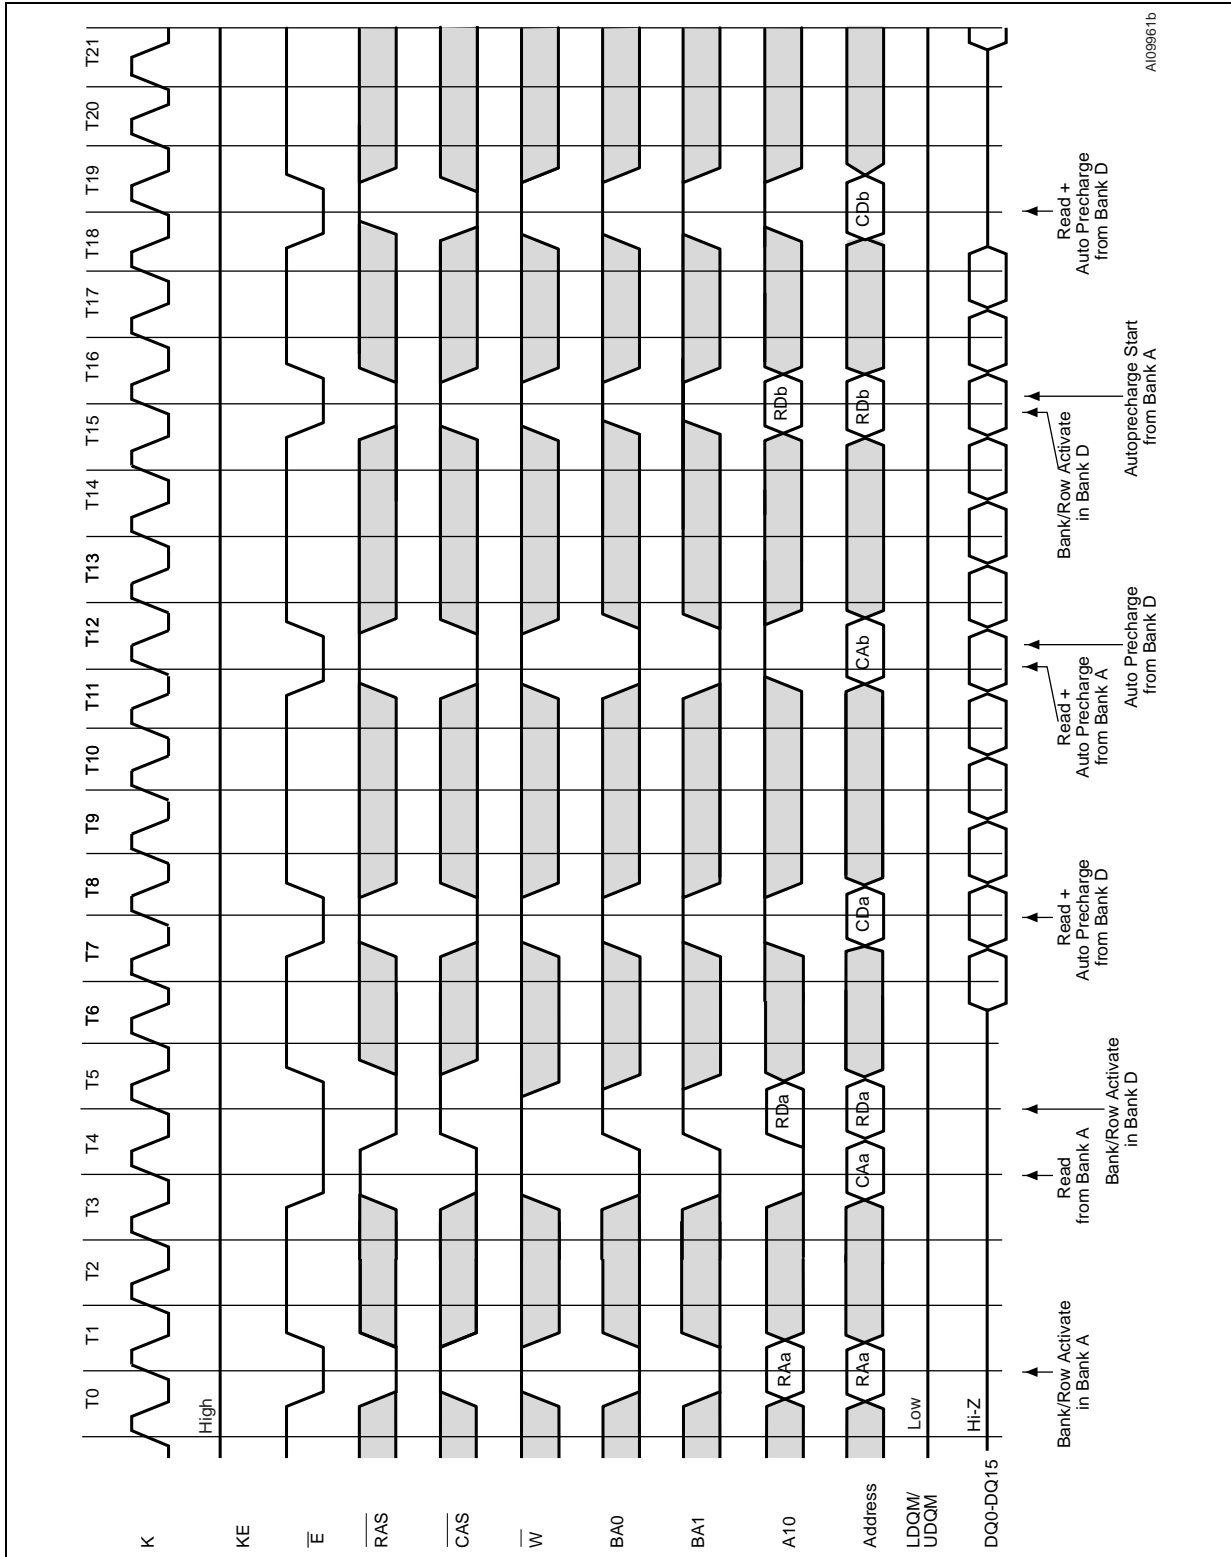 T0 T1 T2 T3 T4 T5 T6 T7 T8 T9 T10 T11 T12 T13 T14 T15 T16 T17 T18 T19 T20 T21
K
KE
High
E
RAS
CAS
W
BA0
BA1
A10
RAa RDa RDb
Address
RAa CAa RDa CDa CAb RDb CDb
LDQM/
UDQM
Low
DQ0-DQ15
Hi-Z
Bank/Row Activate
in Bank A
Read
from Bank A
Bank/Row Activate
in Bank D
Read +
Auto Precharge
from Bank D
Read +
Auto Precharge
from Bank A
Auto Precharge
from Bank D
Bank/Row Activate
in Bank D
Autoprecharge Start
from Bank A
Read +
Auto Precharge
from Bank D
AI09961b